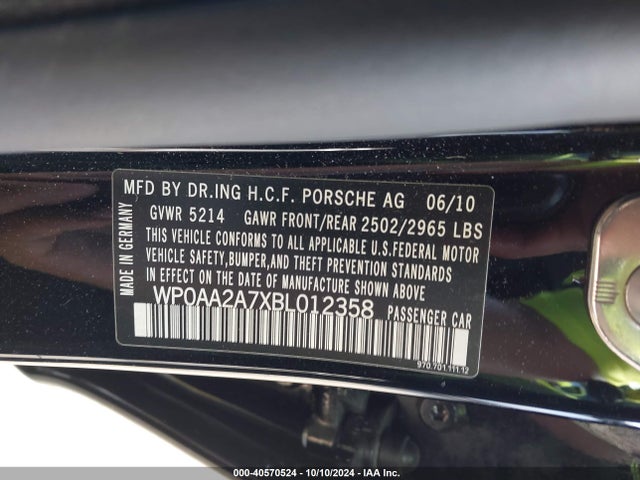 MFD BY DR.ING H.C.F. PORSCHE AG 06/10
GVWR 5214 GAWR FRONT/REAR 2502/2965 LBS
THIS VEHICLE CONFORMS TO ALL APPLICABLE U.S.FEDERAL MOTOR
VEHICLE SAFETY,BUMPER,AND THEFT PREVENTION STANDARDS
IN EFFECT ON THE DATE OF MANUFACTURE SHOWN ABOVE.
WP0AA2A7XBL012358 PASSENGER CAR
MADE IN GERMANY
970.701.111.12
000-40570524 | 10/10/2024 | IAA Inc.